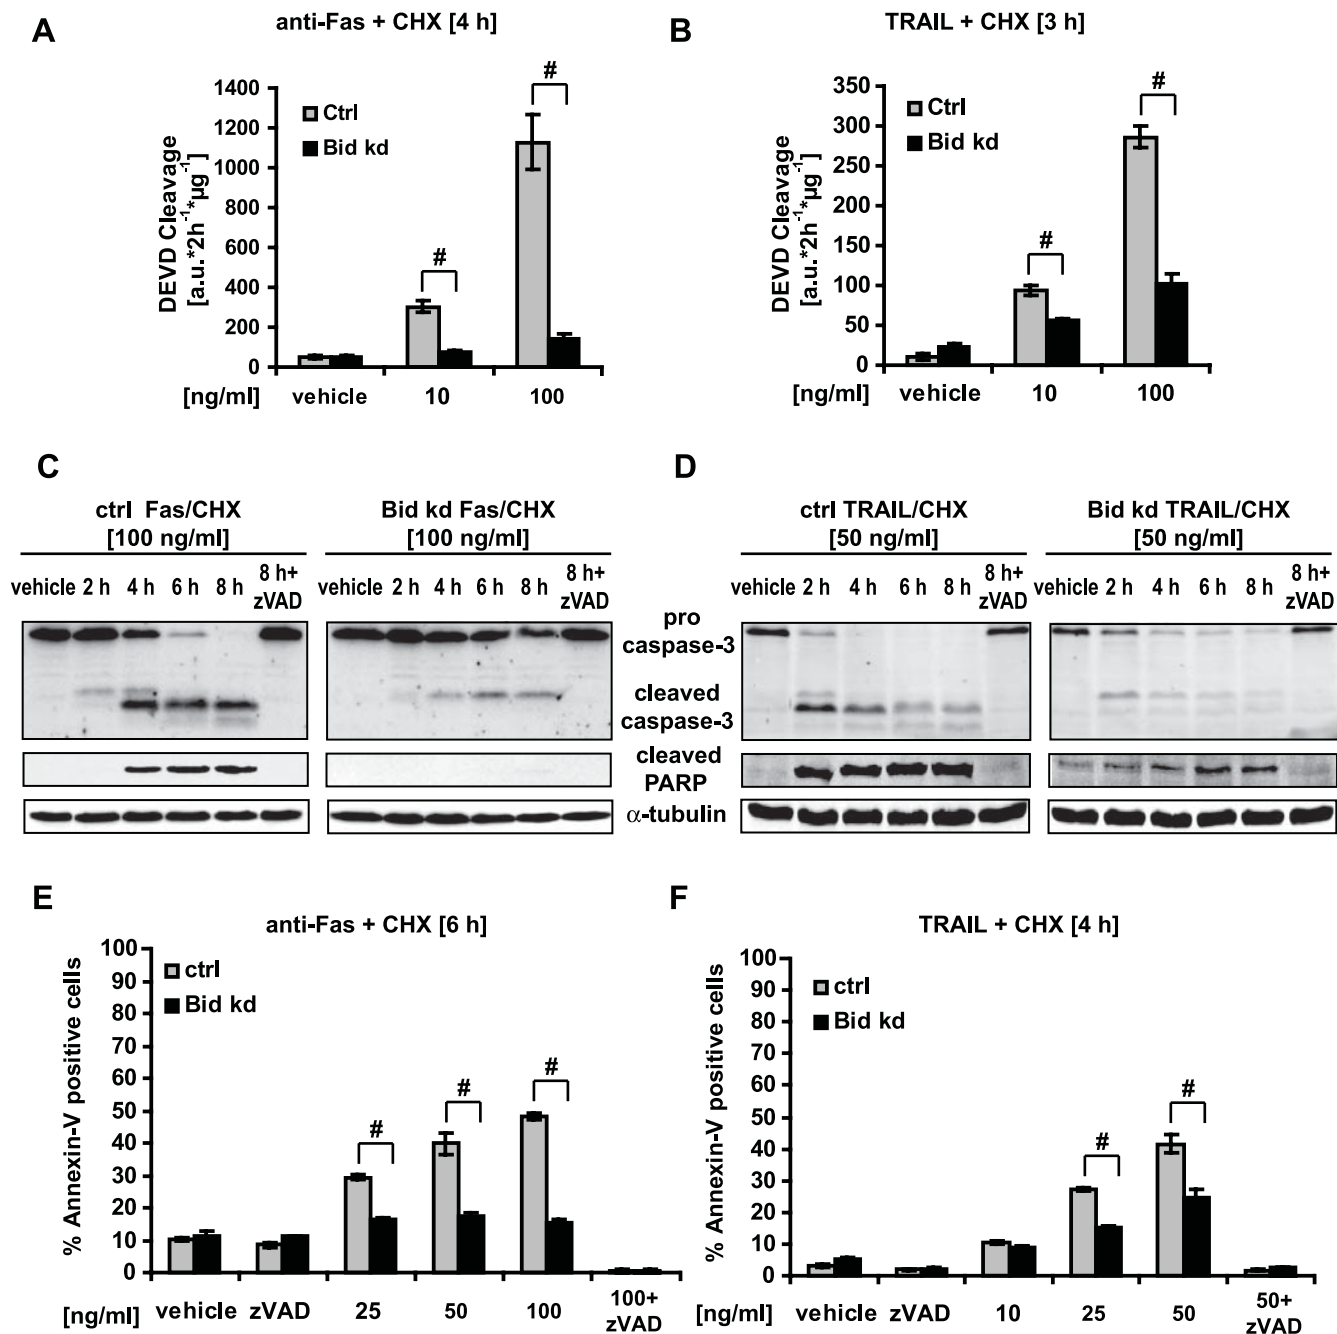 A
anti-Fas + CHX [4 h]
DEVD Cleavage
[a.u.*2h⁻¹*µg⁻¹]
1400
1200
1000
800
600
400
200
0
Ctrl
Bid kd
#
#
[ng/ml]
vehicle
10
100
B
TRAIL + CHX [3 h]
DEVD Cleavage
[a.u.*2h⁻¹*µg⁻¹]
350
300
250
200
150
100
50
0
Ctrl
Bid kd
#
#
[ng/ml]
vehicle
10
100
C
ctrl Fas/CHX
[100 ng/ml]
Bid kd Fas/CHX
[100 ng/ml]
vehicle 2 h 4 h 6 h 8 h 8 h+ zVAD
vehicle 2 h 4 h 6 h 8 h 8 h+ zVAD
pro
caspase-3
cleaved
caspase-3
cleaved
PARP
α-tubulin
D
ctrl TRAIL/CHX
[50 ng/ml]
Bid kd TRAIL/CHX
[50 ng/ml]
vehicle 2 h 4 h 6 h 8 h 8 h+ zVAD
vehicle 2 h 4 h 6 h 8 h 8 h+ zVAD
E
anti-Fas + CHX [6 h]
% Annexin-V positive cells
100
90
80
70
60
50
40
30
20
10
0
ctrl
Bid kd
#
#
#
[ng/ml]
vehicle
zVAD
25
50
100
100+
zVAD
F
TRAIL + CHX [4 h]
% Annexin-V positive cells
100
90
80
70
60
50
40
30
20
10
0
ctrl
Bid kd
#
#
[ng/ml]
vehicle
zVAD
10
25
50
50+
zVAD